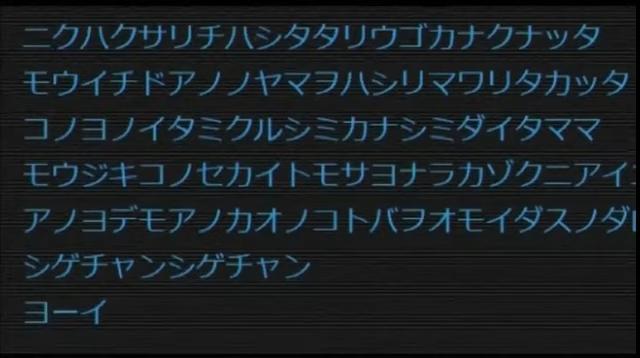 ニクハクサリチハシタタリウゴカナクナッタ
モウイチドアノノヤマヲハシリマワリタカッタ
コノヨノイタミクルシミカナシミダイタママ
モウジキコノセカイトモサヨナラカゾクニアイ
アノヨデモアノカオノコトバヲオモイダスノダ
シゲチャンシゲチャン
ヨーイ